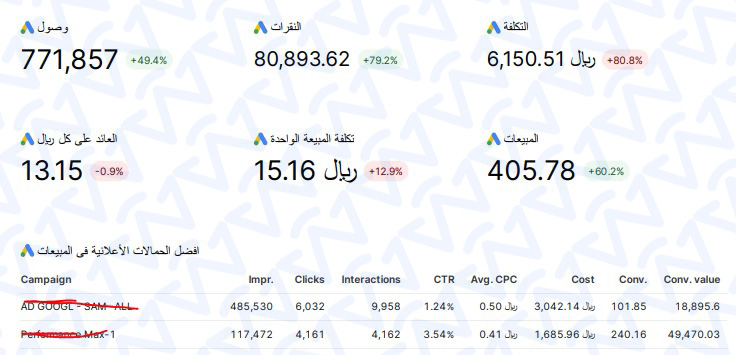 وصول
771,857 +49.4%
النقرات
80,893.62 +79.2%
التكلفة
6,150.51 ريال +80.8%
العائد على كل ريال
13.15 -0.9%
تكلفة المبيعة الواحدة
15.16 ريال +12.9%
المبيعات
405.78 +60.2%
افضل الحمالات الأعلانية في المبيعات
Campaign Impr. Clicks Interactions CTR Avg. CPC Cost Conv. Conv. value
AD GOOGL - SAM - ALL 485,530 6,032 9,958 1.24% 0.50 ريال 3,042.14 ريال 101.85 18,895.6
Performance Max-1 117,472 4,161 4,162 3.54% 0.41 ريال 1,685.96 ريال 240.16 49,470.03